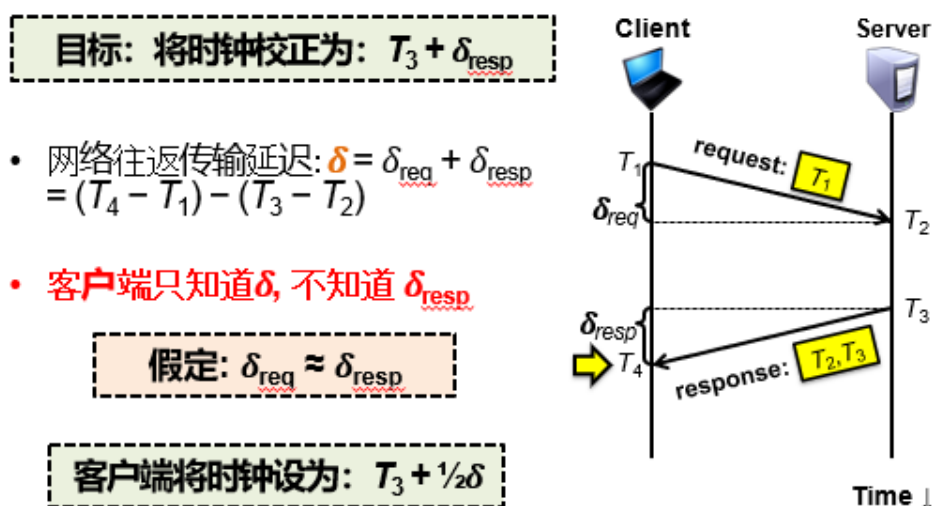 目标：将时钟校正为：T₃ + δresp
• 网络往返传输延迟: δ = δreq + δresp
= (T₄ − T₁) − (T₃ − T₂)
• 客户端只知道δ, 不知道 δresp
假定: δreq ≈ δresp
客户端将时钟设为：T₃ + ½δ
Client
Server
T₁
request: T₁
δreq
T₂
T₃
δresp
T₄
response: T₂,T₃
Time ↓